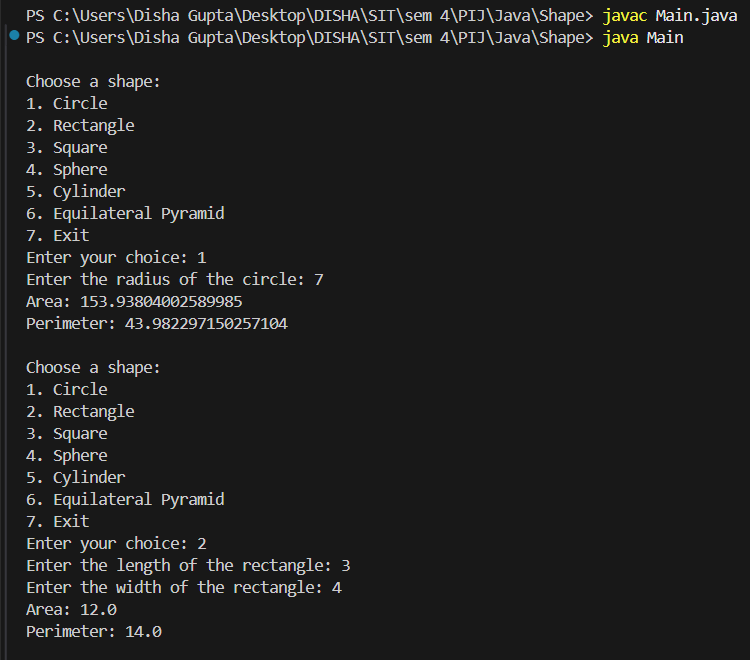 PS C:\Users\Disha Gupta\Desktop\DISHA\SIT\sem 4\PIJ\Java\Shape> javac Main.java
PS C:\Users\Disha Gupta\Desktop\DISHA\SIT\sem 4\PIJ\Java\Shape> java Main
Choose a shape:
1. Circle
2. Rectangle
3. Square
4. Sphere
5. Cylinder
6. Equilateral Pyramid
7. Exit
Enter your choice: 1
Enter the radius of the circle: 7
Area: 153.93804002589985
Perimeter: 43.982297150257104
Choose a shape:
1. Circle
2. Rectangle
3. Square
4. Sphere
5. Cylinder
6. Equilateral Pyramid
7. Exit
Enter your choice: 2
Enter the length of the rectangle: 3
Enter the width of the rectangle: 4
Area: 12.0
Perimeter: 14.0